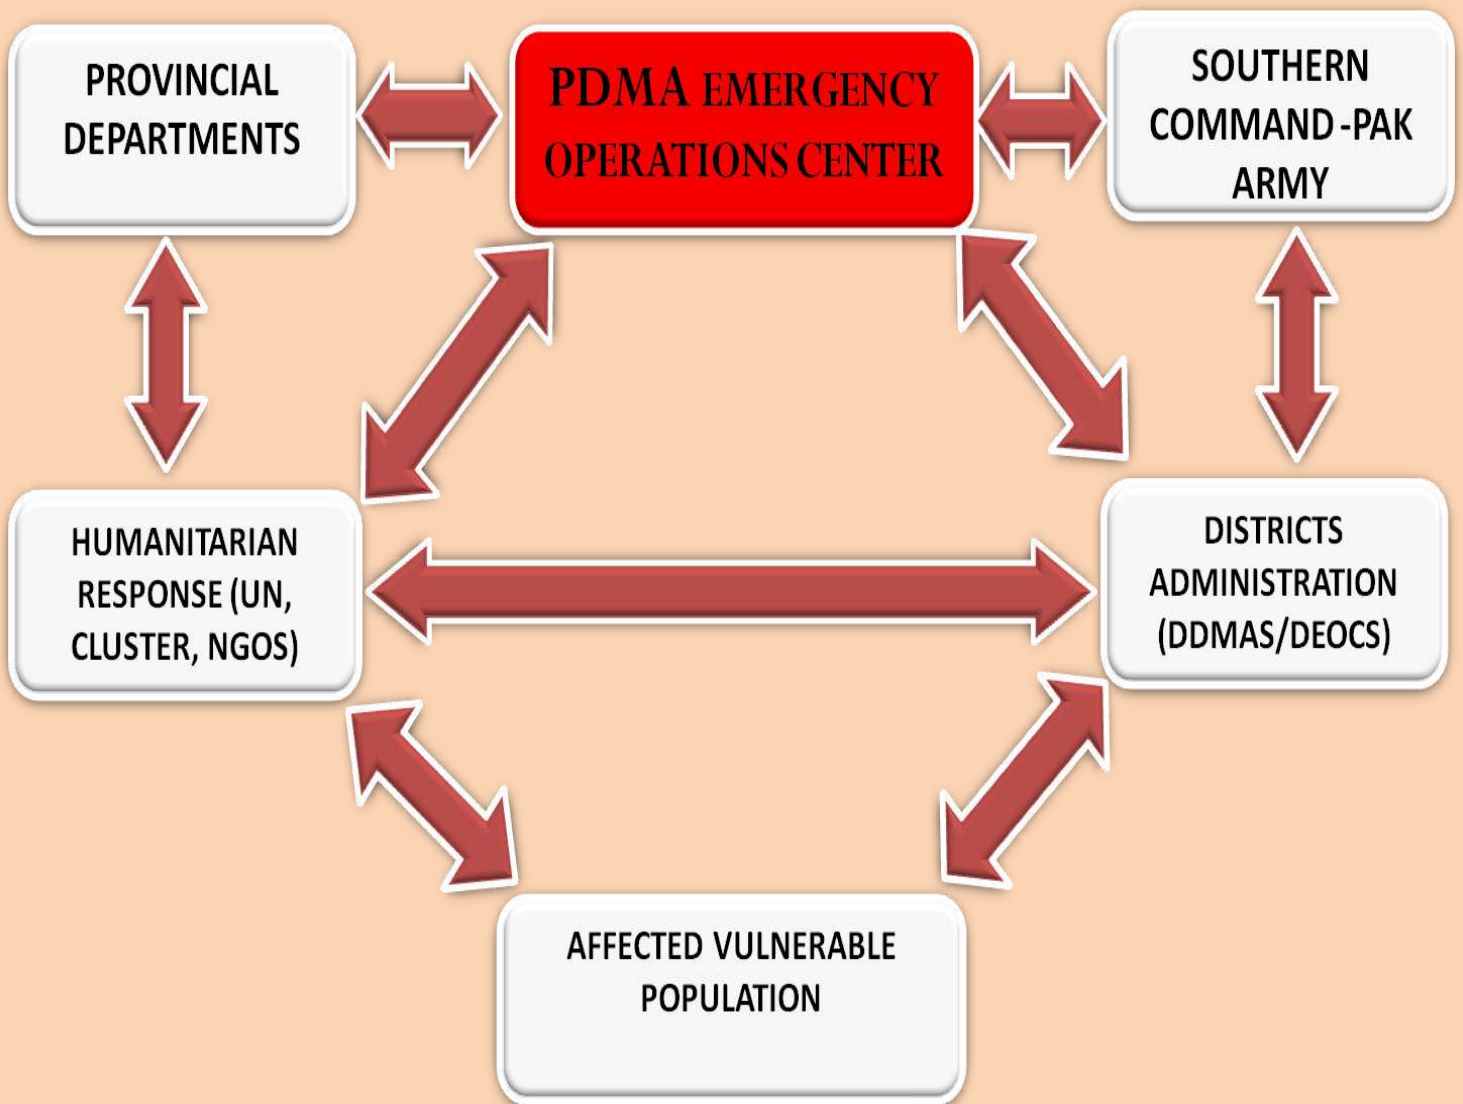 PROVINCIAL
DEPARTMENTS
PDMA EMERGENCY
OPERATIONS CENTER
SOUTHERN
COMMAND -PAK
ARMY
HUMANITARIAN
RESPONSE (UN,
CLUSTER, NGOS)
DISTRICTS
ADMINISTRATION
(DDMAS/DEOCS)
AFFECTED VULNERABLE
POPULATION